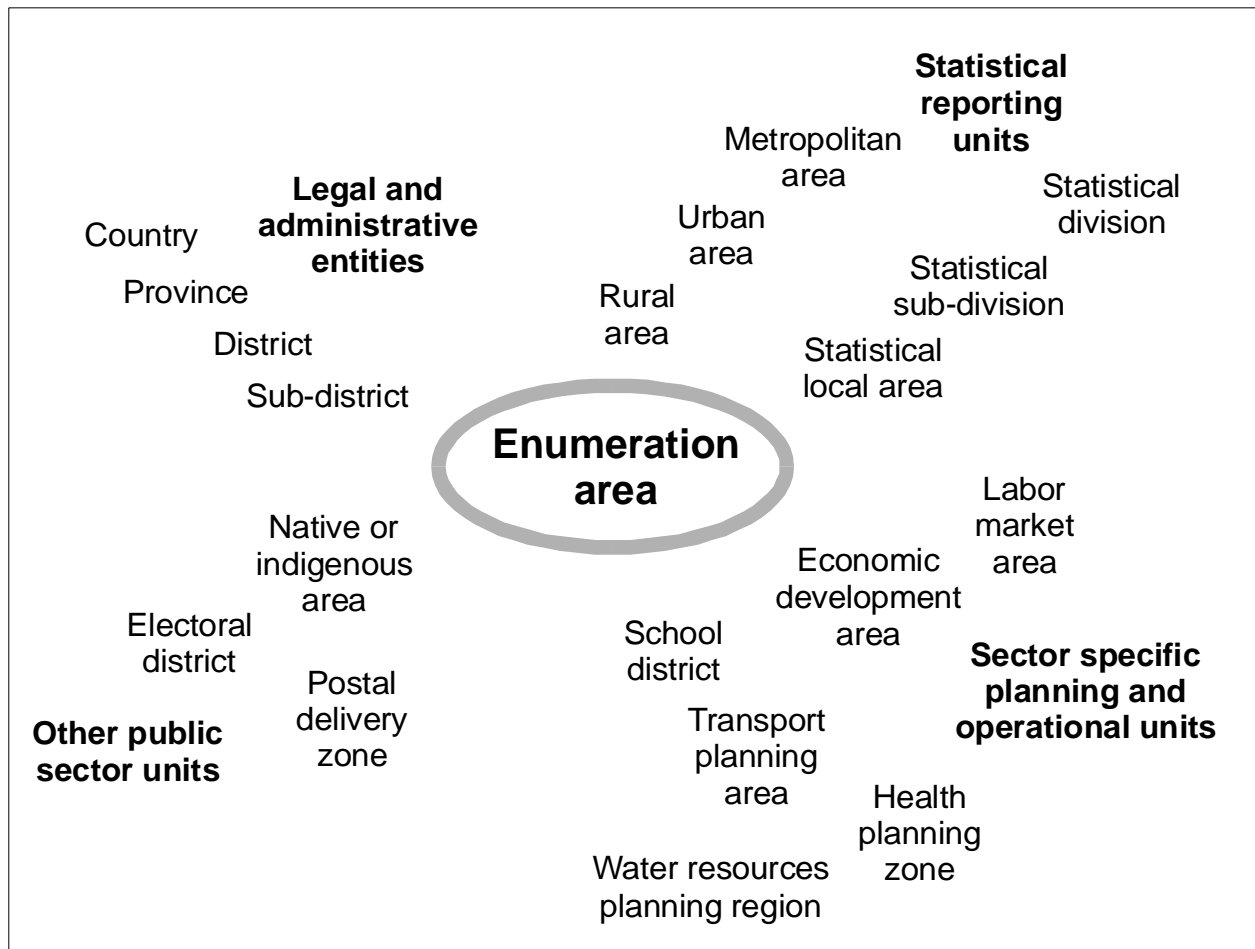 Statistical
reporting
units
Metropolitan
area
Statistical
division
Urban
area
Statistical
sub-division
Rural
area
Statistical
local area
Legal and
administrative
entities
Country
Province
District
Sub-district
Enumeration
area
Native or
indigenous
area
Electoral
district
Postal
delivery
zone
Other public
sector units
Labor
market
area
Economic
development
area
School
district
Sector specific
planning and
operational units
Transport
planning
area
Health
planning
zone
Water resources
planning region